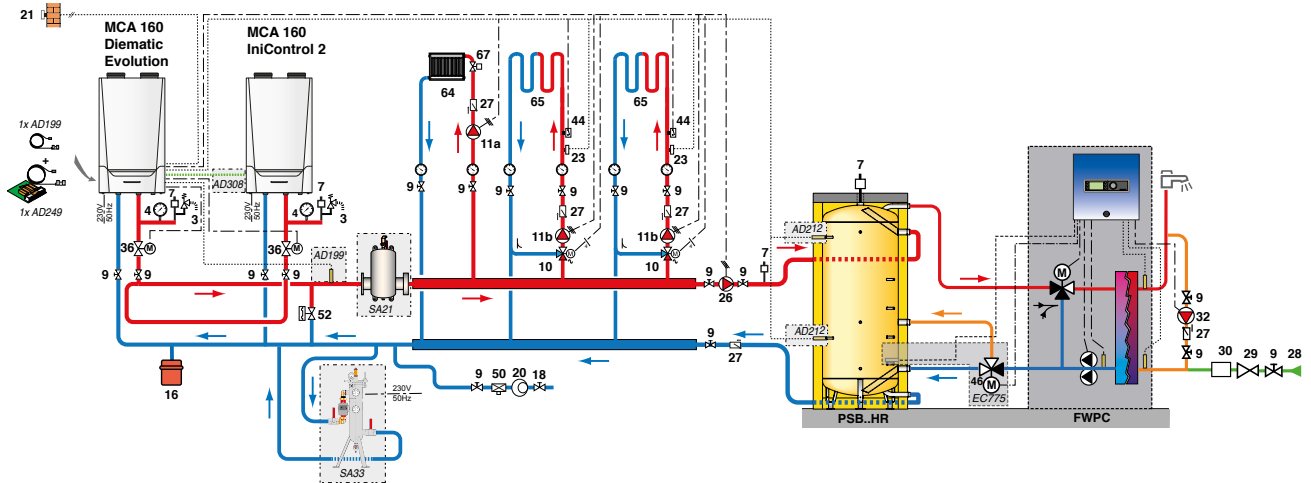 21
MCA 160
Diematic
Evolution
MCA 160
IniControl 2
1x AD199
+
1x AD249
230V
50Hz
AD308
230V
50Hz
4
7
3
4
7
3
36
M
36
M
9
9
9
9
AD199
SA21
52
16
SA33
230V
50Hz
9
50
20
18
64
67
27
11a
9
9
65
44
23
9
9
27
11b
10
M
65
44
23
9
9
27
11b
10
M
7
9
26
9
9
27
7
AD212
AD212
PSB..HR
46
M
EC775
M
FWPC
9
32
27
9
30
29
9
28